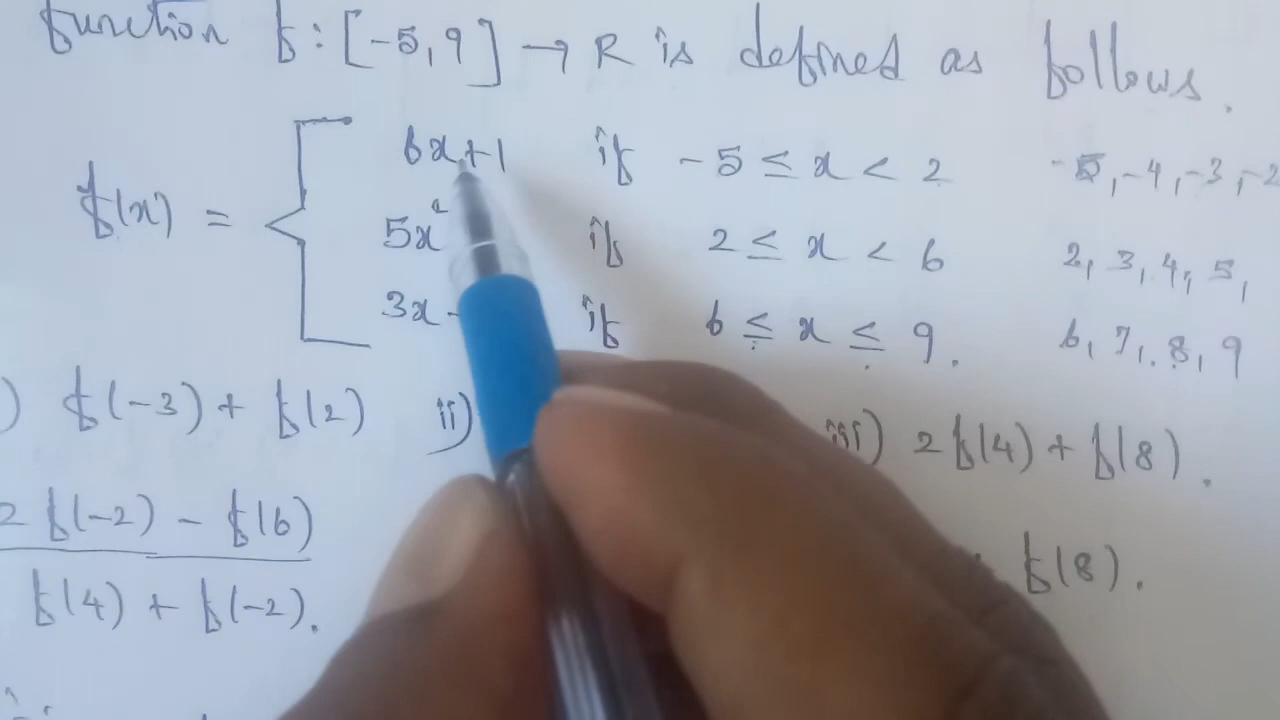 function f : [-5, 9] → R is defined as follows.
f(x) = { 6x+1 if -5 ≤ x < 2 -5, -4, -3, -2
5x² if 2 ≤ x < 6 2, 3, 4, 5,
3x - if 6 ≤ x ≤ 9. 6, 7, 8, 9
) f(-3) + f(2) ii) iii) 2f(4) + f(8).
2f(-2) - f(6) f(8).
f(4) + f(-2).